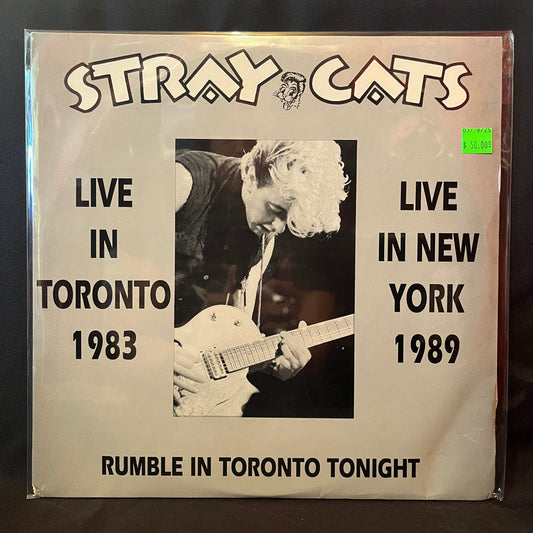 STRAY CATS
$ 50.00
LIVE
IN
TORONTO
1983
LIVE
IN NEW
YORK
1989
RUMBLE IN TORONTO TONIGHT